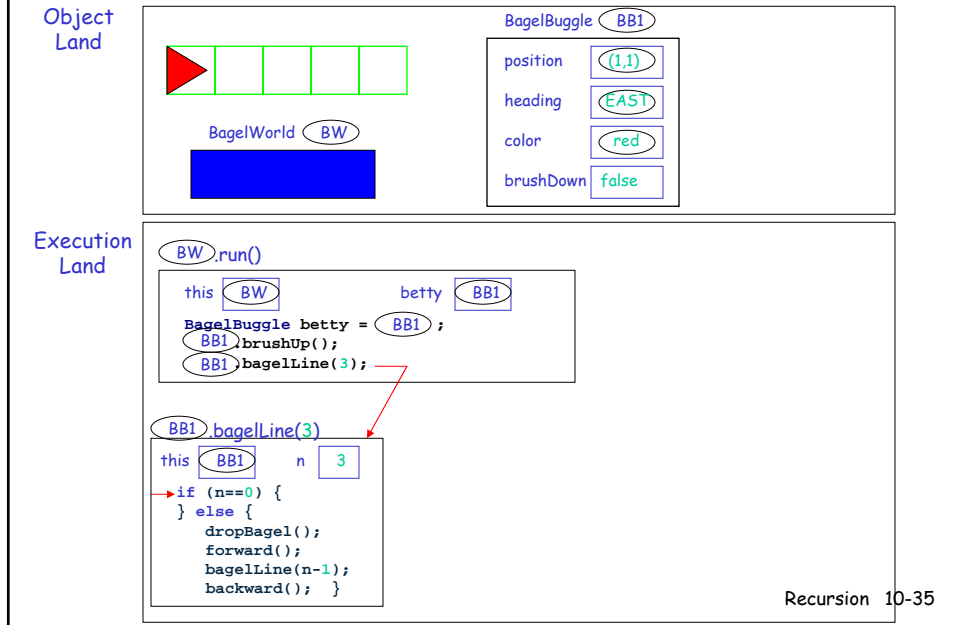 Object
Land
BagelBuggle BB1
position (1,1)
heading EAST
color red
brushDown false
BagelWorld BW
Execution
Land
BW.run()
this BW betty BB1
BagelBuggle betty = BB1 ;
BB1.brushUp();
BB1.bagelLine(3);
BB1.bagelLine(3)
this BB1 n 3
if (n==0) {
} else {
dropBagel();
forward();
bagelLine(n-1);
backward(); }
Recursion 10-35